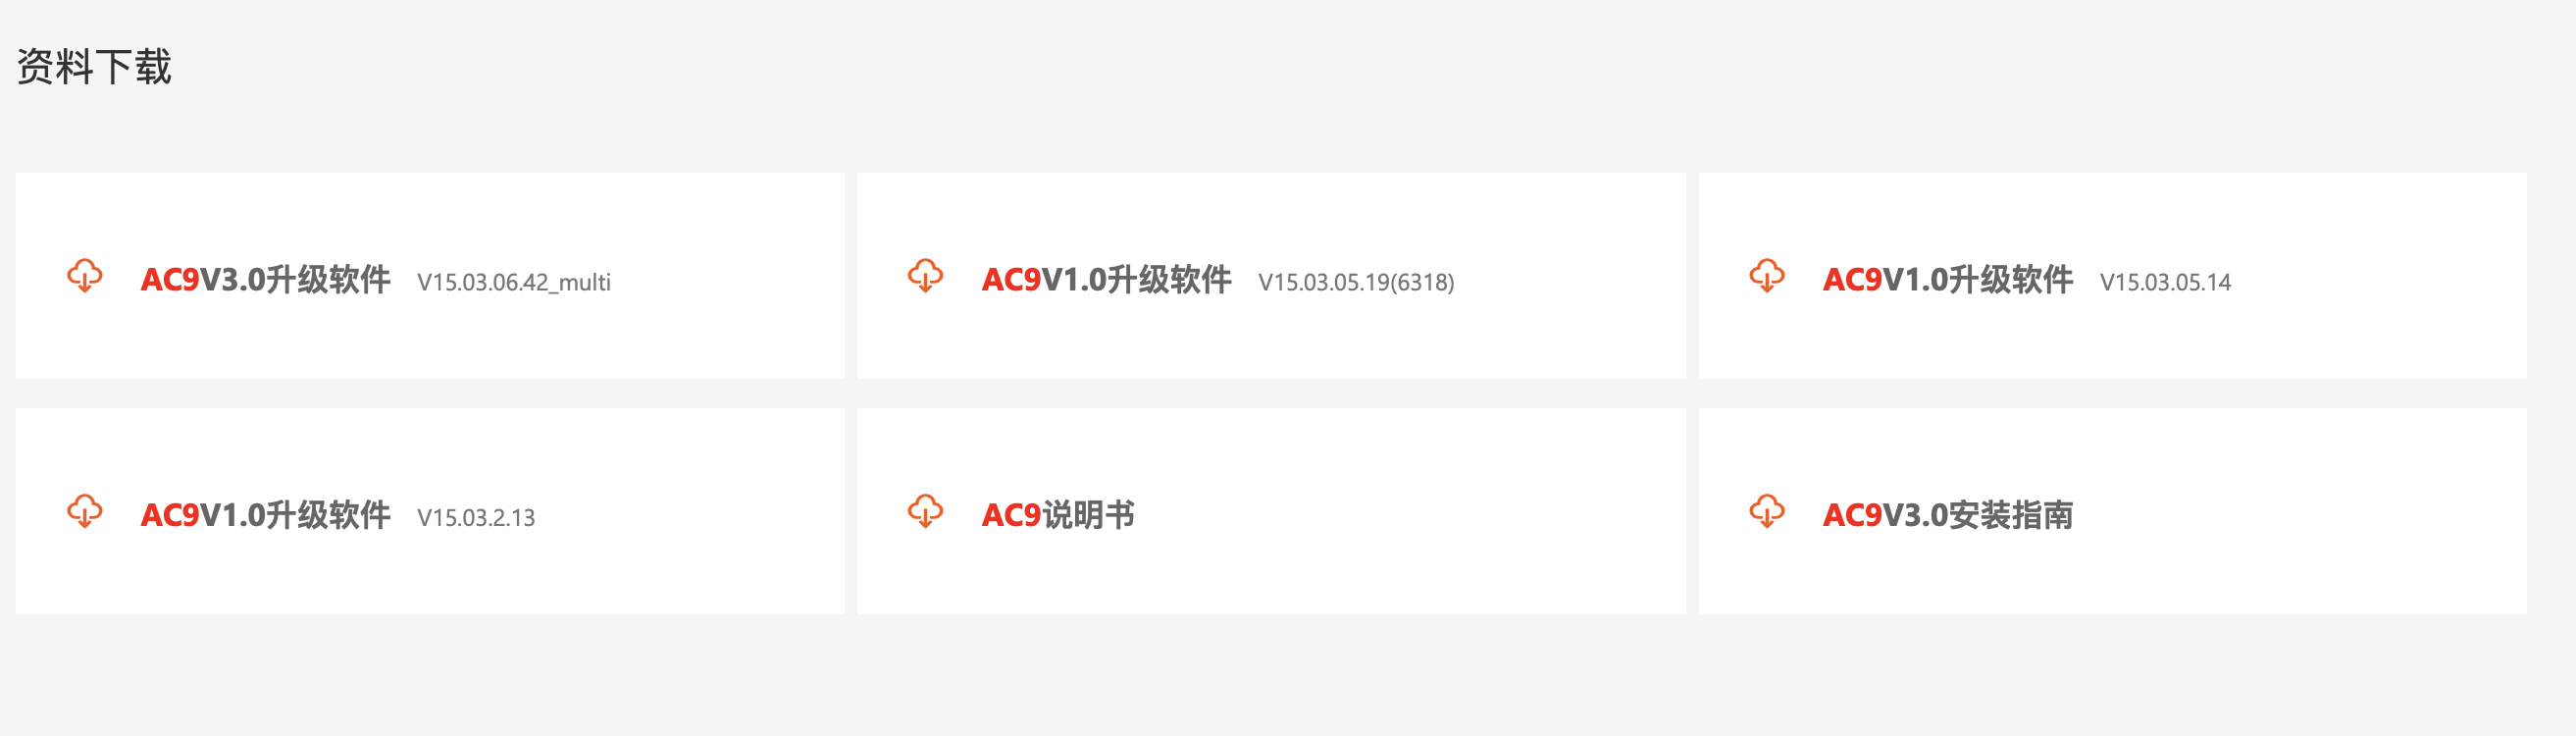 资料下载
AC9V3.0升级软件 V15.03.06.42_multi
AC9V1.0升级软件 V15.03.05.19(6318)
AC9V1.0升级软件 V15.03.05.14
AC9V1.0升级软件 V15.03.2.13
AC9说明书
AC9V3.0安装指南